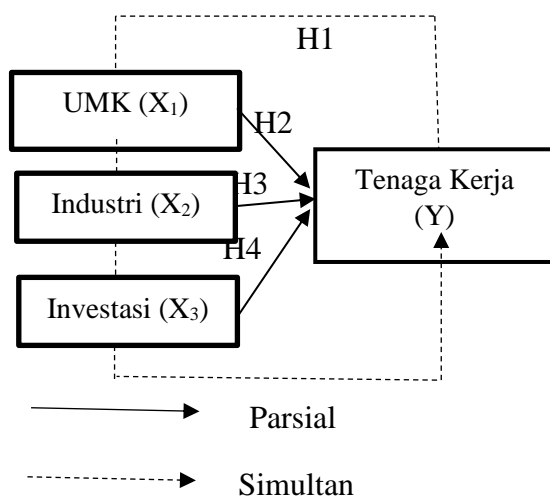 H1
UMK (X₁)
H2
Tenaga Kerja
(Y)
H3
Industri (X₂)
H4
Investasi (X₃)
Parsial
Simultan